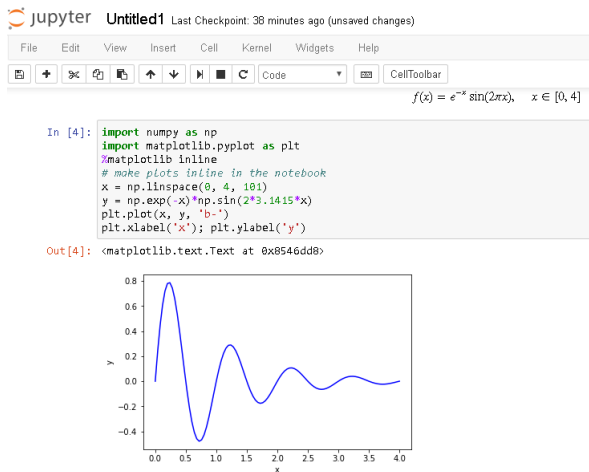 jupyter Untitled1 Last Checkpoint: 38 minutes ago (unsaved changes)
File Edit View Insert Cell Kernel Widgets Help
Code CellToolbar
f(x) = e^{-x} sin(2πx), x ∈ [0, 4]
In [4]: import numpy as np
import matplotlib.pyplot as plt
%matplotlib inline
# make plots inline in the notebook
x = np.linspace(0, 4, 101)
y = np.exp(-x)*np.sin(2*3.1415*x)
plt.plot(x, y, 'b-')
plt.xlabel('x'); plt.ylabel('y')
Out[4]: <matplotlib.text.Text at 0x8546dd8>
0.8
0.6
0.4
0.2
0.0
−0.2
−0.4
y
0.0 0.5 1.0 1.5 2.0 2.5 3.0 3.5 4.0
x